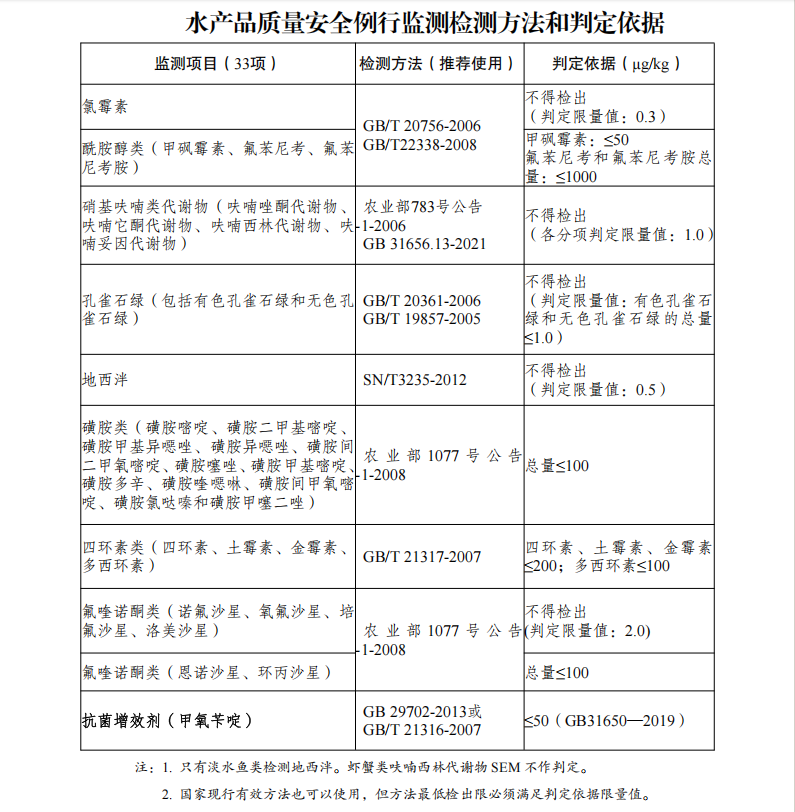 水产品质量安全例行监测检测方法和判定依据
监测项目（33项）
检测方法（推荐使用）
判定依据（μg/kg）
氯霉素
GB/T 20756-2006
GB/T22338-2008
不得检出
（判定限量值：0.3）
酰胺醇类（甲砜霉素、氟苯尼考、氟苯
尼考胺）
甲砜霉素：≤50
氟苯尼考和氟苯尼考胺总
量：≤1000
硝基呋喃类代谢物（呋喃唑酮代谢物、
呋喃它酮代谢物、呋喃西林代谢物、呋
喃妥因代谢物）
农业部783号公告
-1-2006
GB 31656.13-2021
不得检出
（各分项判定限量值：1.0）
孔雀石绿（包括有色孔雀石绿和无色孔
雀石绿）
GB/T 20361-2006
GB/T 19857-2005
不得检出
（判定限量值：有色孔雀石
绿和无色孔雀石绿的总量
≤1.0）
地西泮
SN/T3235-2012
不得检出
（判定限量值：0.5）
磺胺类（磺胺嘧啶、磺胺二甲基嘧啶、
磺胺甲基异噁唑、磺胺异噁唑、磺胺间
二甲氧嘧啶、磺胺噻唑、磺胺甲基嘧啶、
磺胺多辛、磺胺喹噁啉、磺胺间甲氧嘧
啶、磺胺氯哒嗪和磺胺甲噻二唑）
农业部 1077 号公告
-1-2008
总量≤100
四环素类（四环素、土霉素、金霉素、
多西环素）
GB/T 21317-2007
四环素、土霉素、金霉素
≤200；多西环素≤100
氟喹诺酮类（诺氟沙星、氧氟沙星、培
氟沙星、洛美沙星）
农业部 1077 号公告
-1-2008
不得检出
(判定限量值：2.0)
氟喹诺酮类（恩诺沙星、环丙沙星）
总量≤100
抗菌增效剂（甲氧苄啶）
GB 29702-2013或
GB/T 21316-2007
≤50（GB31650—2019）
注：1. 只有淡水鱼类检测地西泮。虾蟹类呋喃西林代谢物 SEM 不作判定。
2. 国家现行有效方法也可以使用，但方法最低检出限必须满足判定依据限量值。